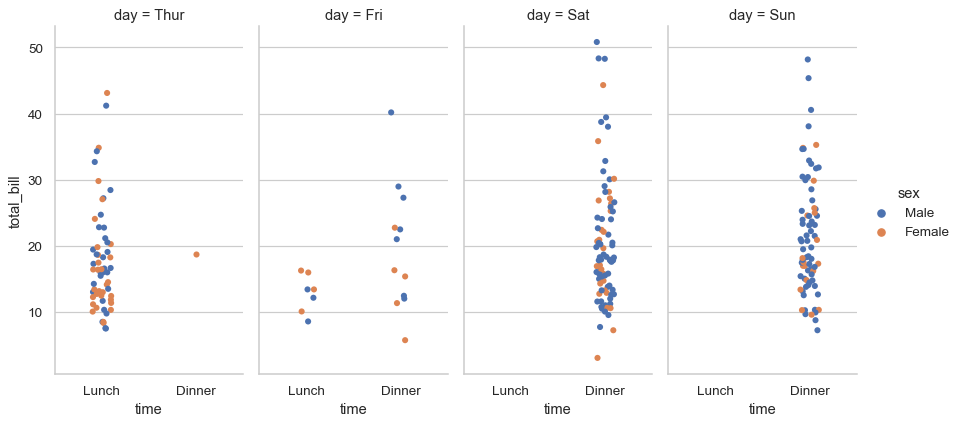 day = Thur
day = Fri
day = Sat
day = Sun
50
40
30
20
10
total_bill
Lunch
Dinner
time
Lunch
Dinner
time
Lunch
Dinner
time
Lunch
Dinner
time
sex
Male
Female